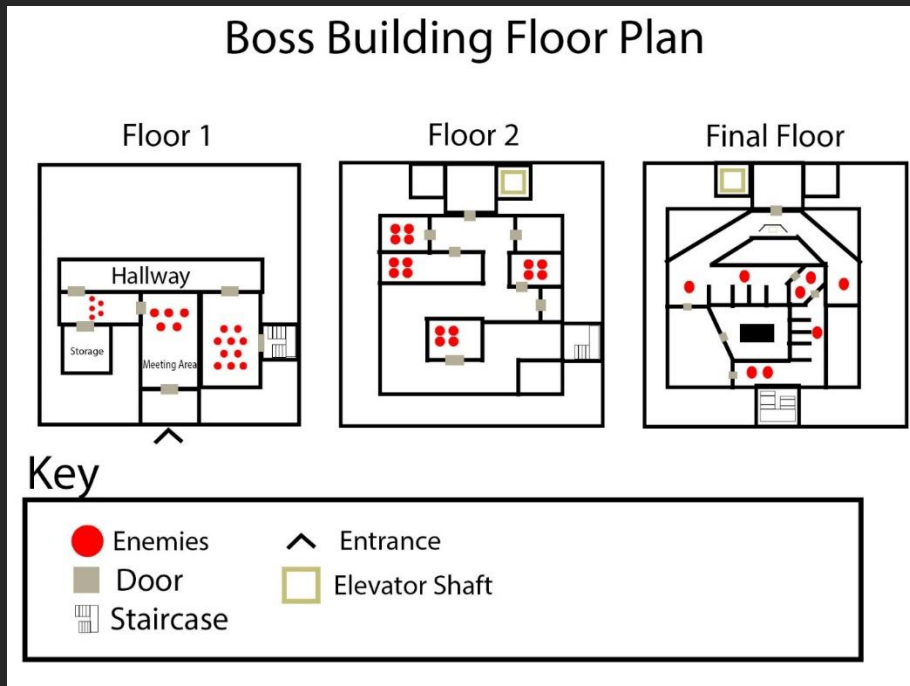 Boss Building Floor Plan
Floor 1
Floor 2
Final Floor
Hallway
Storage
Meeting Area
Key
Enemies
Entrance
Door
Elevator Shaft
Staircase